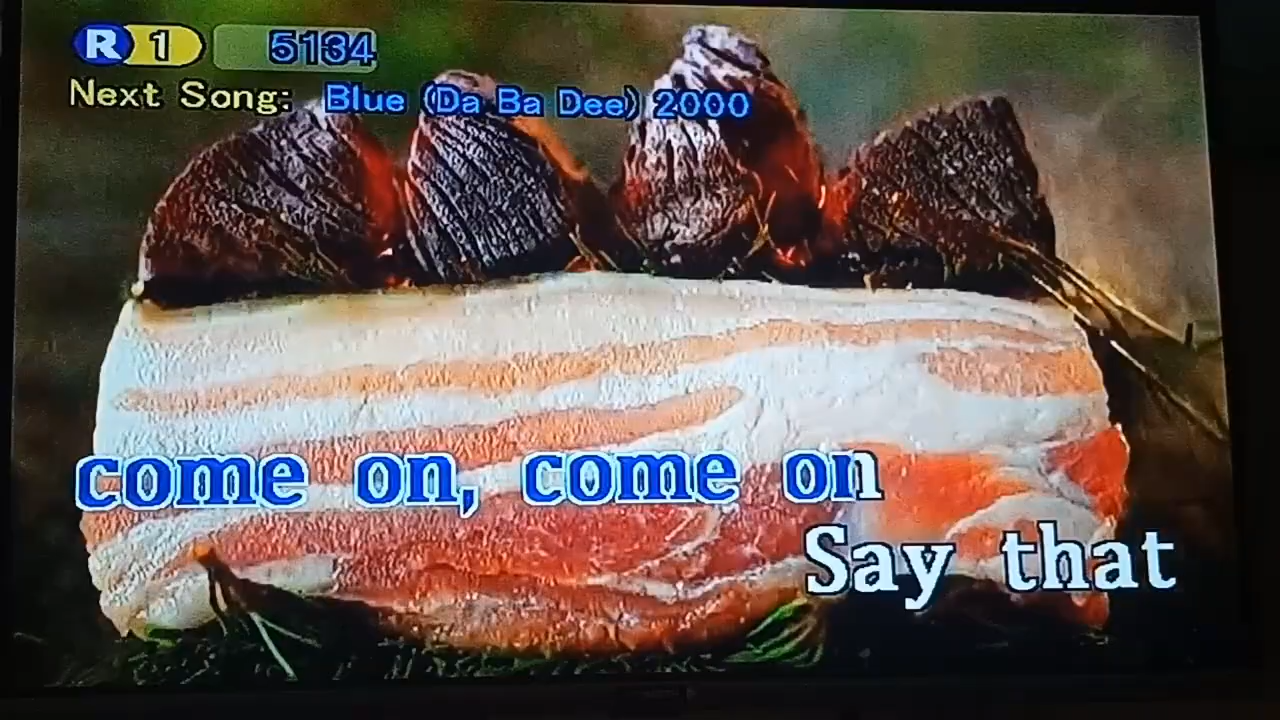 R 1 5134
Next Song: Blue (Da Ba Dee) 2000
come on, come on
Say that